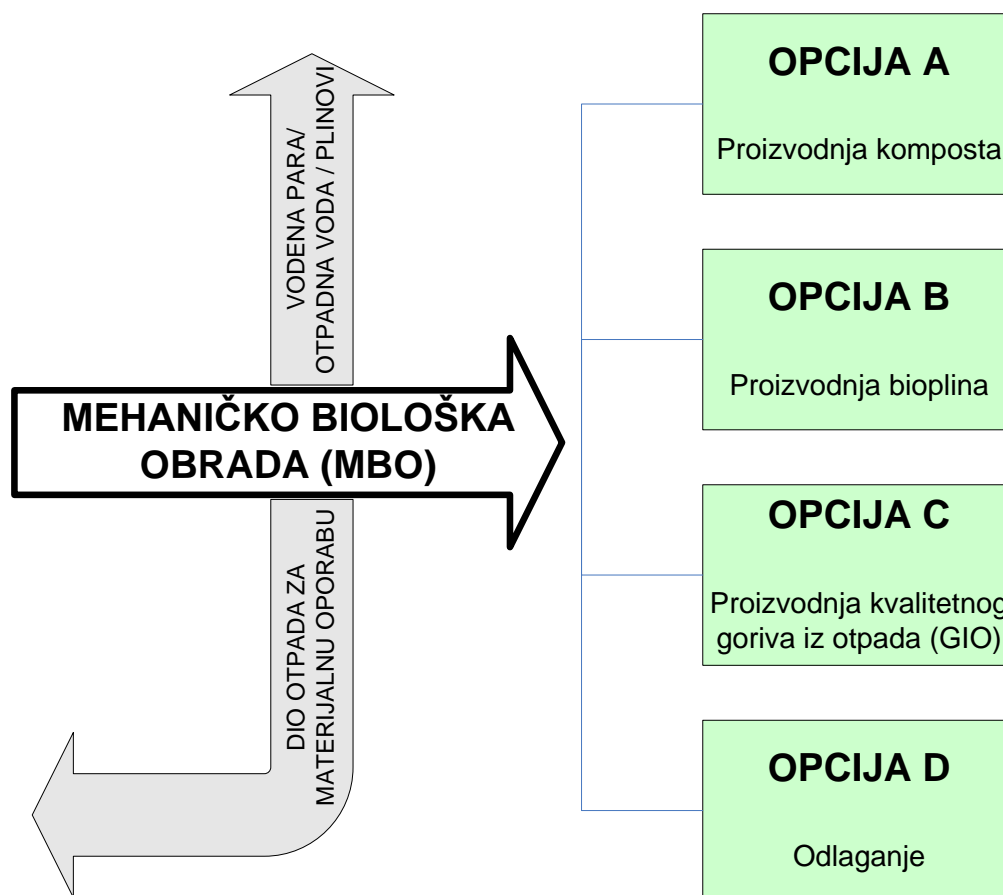 VODENA PARA/
OTPADNA VODA / PLINOVI
MEHANIČKO BIOLOŠKA
OBRADA (MBO)
DIO OTPADA ZA
MATERIJALNU OPORABU
OPCIJA A
Proizvodnja komposta
OPCIJA B
Proizvodnja bioplina
OPCIJA C
Proizvodnja kvalitetnog
goriva iz otpada (GIO)
OPCIJA D
Odlaganje